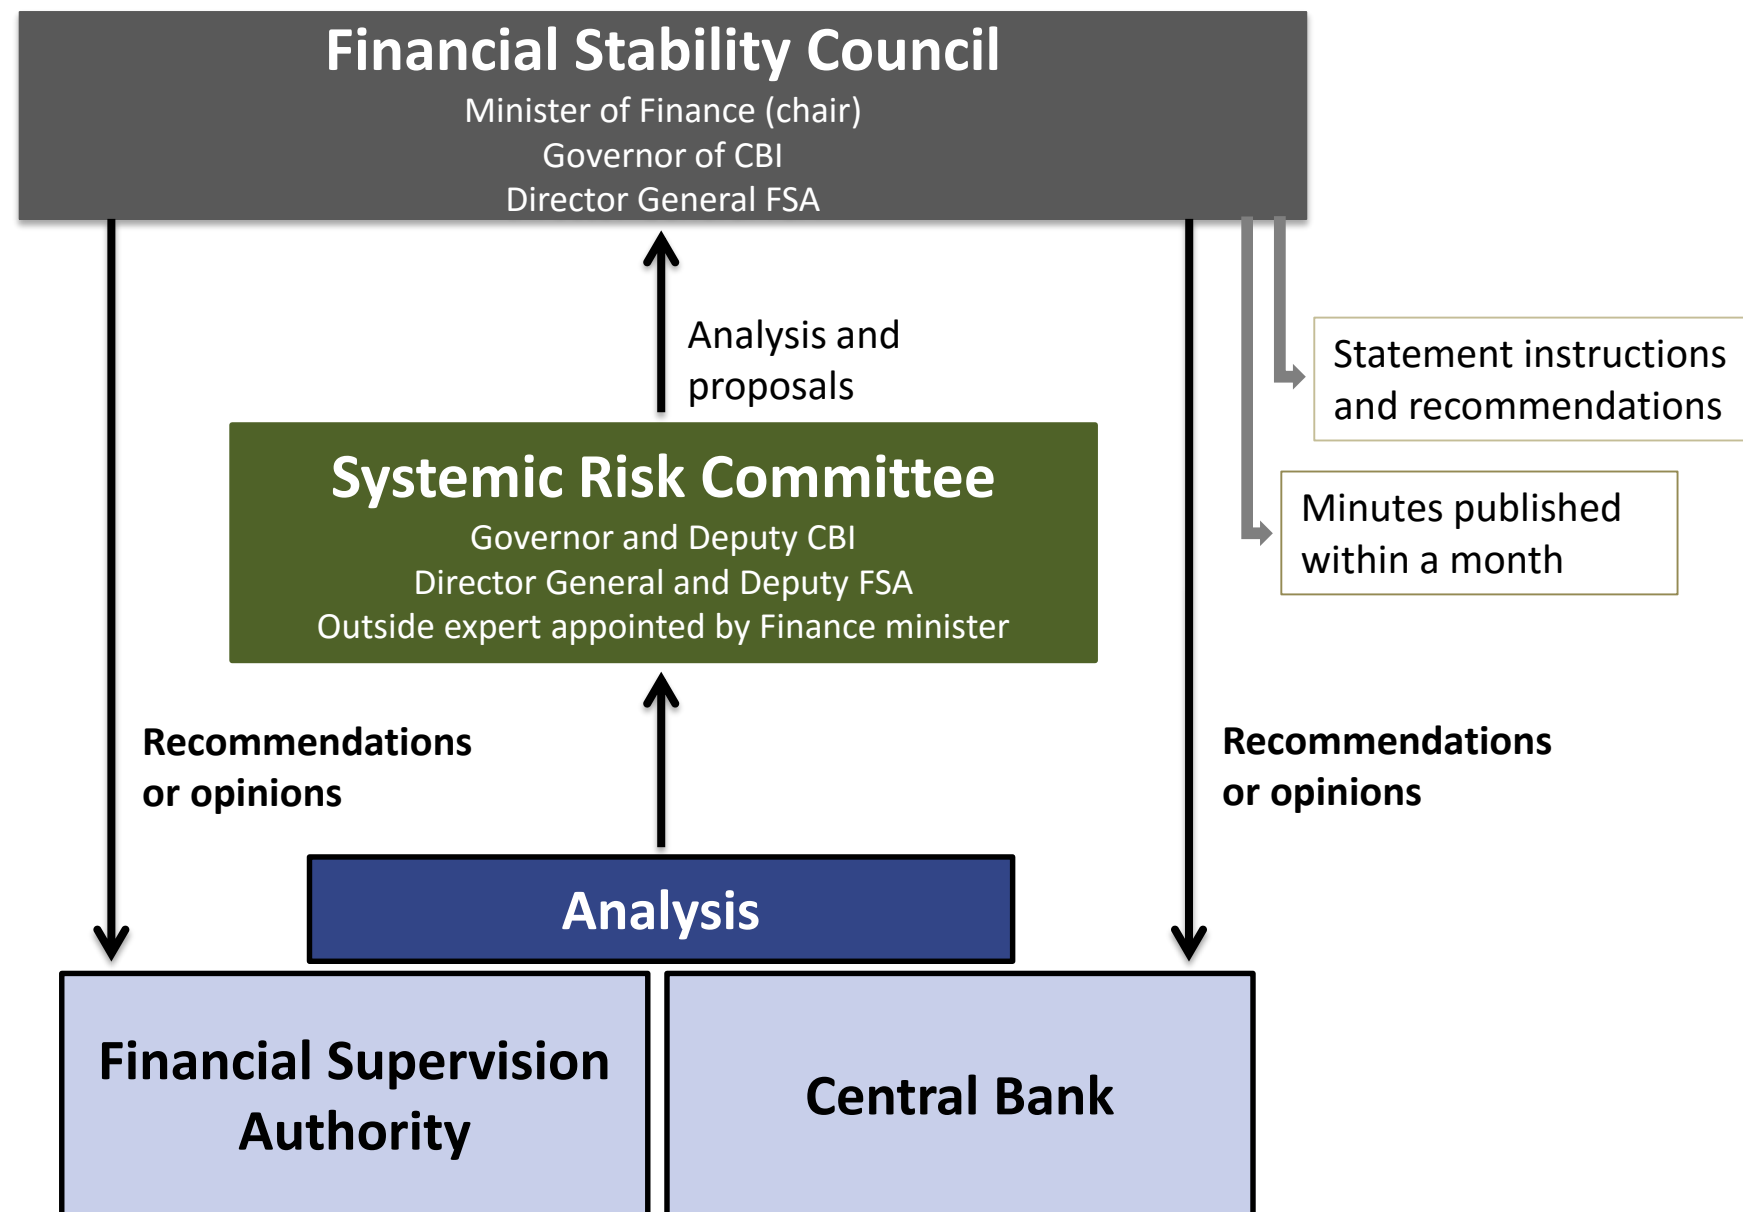 Financial Stability Council
Minister of Finance (chair)
Governor of CBI
Director General FSA
Analysis and
proposals
Statement instructions
and recommendations
Systemic Risk Committee
Governor and Deputy CBI
Director General and Deputy FSA
Outside expert appointed by Finance minister
Minutes published
within a month
Recommendations
or opinions
Recommendations
or opinions
Analysis
Financial Supervision
Authority
Central Bank